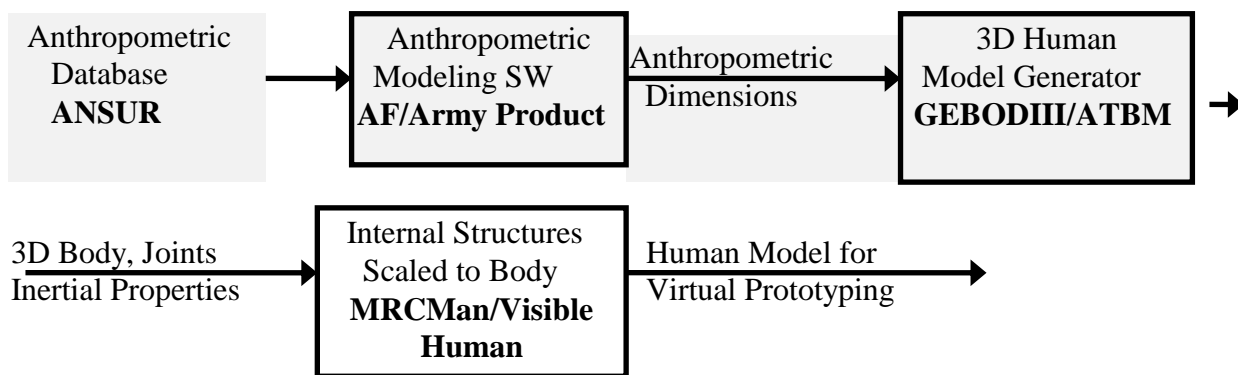 Anthropometric
Database
ANSUR
Anthropometric
Modeling SW
AF/Army Product
Anthropometric
Dimensions
3D Human
Model Generator
GEBODIII/ATBM
3D Body, Joints
Inertial Properties
Internal Structures
Scaled to Body
MRCMan/Visible
Human
Human Model for
Virtual Prototyping